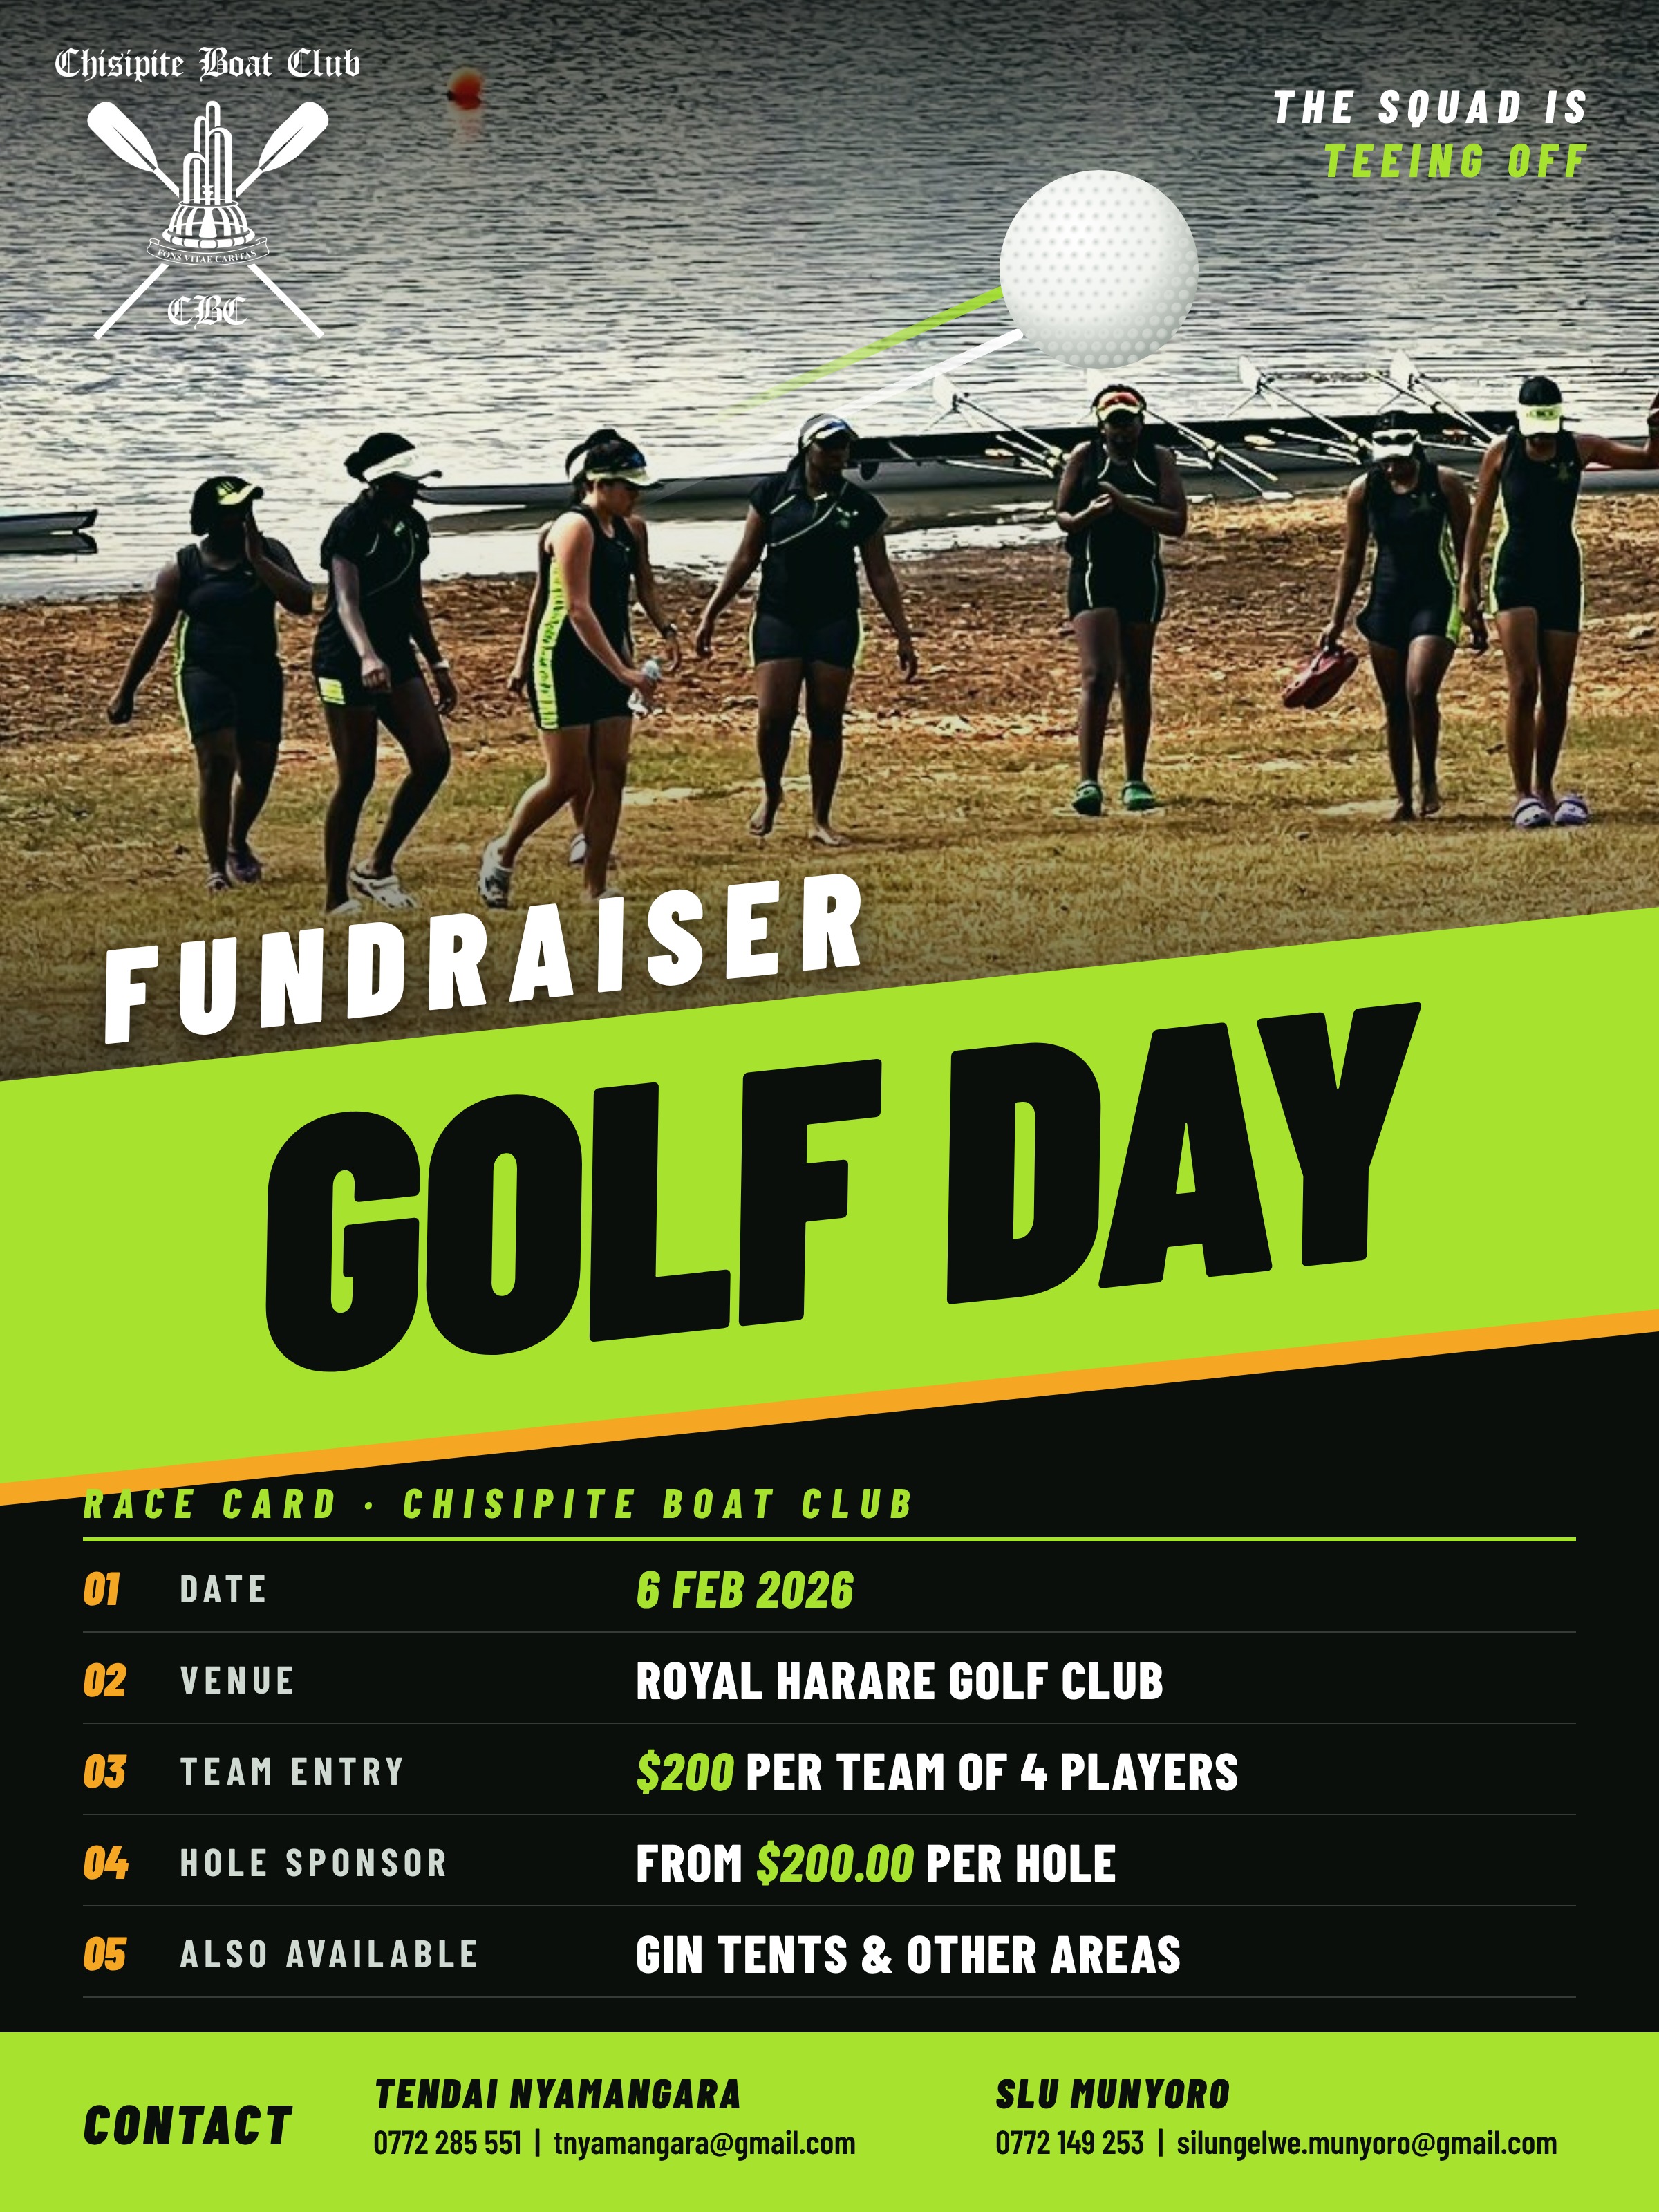 Chisipite Boat Club
FONS VITAE CARITAS
CBC
THE SQUAD IS
TEEING OFF
FUNDRAISER
GOLF DAY
RACE CARD · CHISIPITE BOAT CLUB
01 DATE 6 FEB 2026
02 VENUE ROYAL HARARE GOLF CLUB
03 TEAM ENTRY $200 PER TEAM OF 4 PLAYERS
04 HOLE SPONSOR FROM $200.00 PER HOLE
05 ALSO AVAILABLE GIN TENTS & OTHER AREAS
CONTACT
TENDAI NYAMANGARA
0772 285 551 | tnyamangara@gmail.com
SLU MUNYORO
0772 149 253 | silungelwe.munyoro@gmail.com